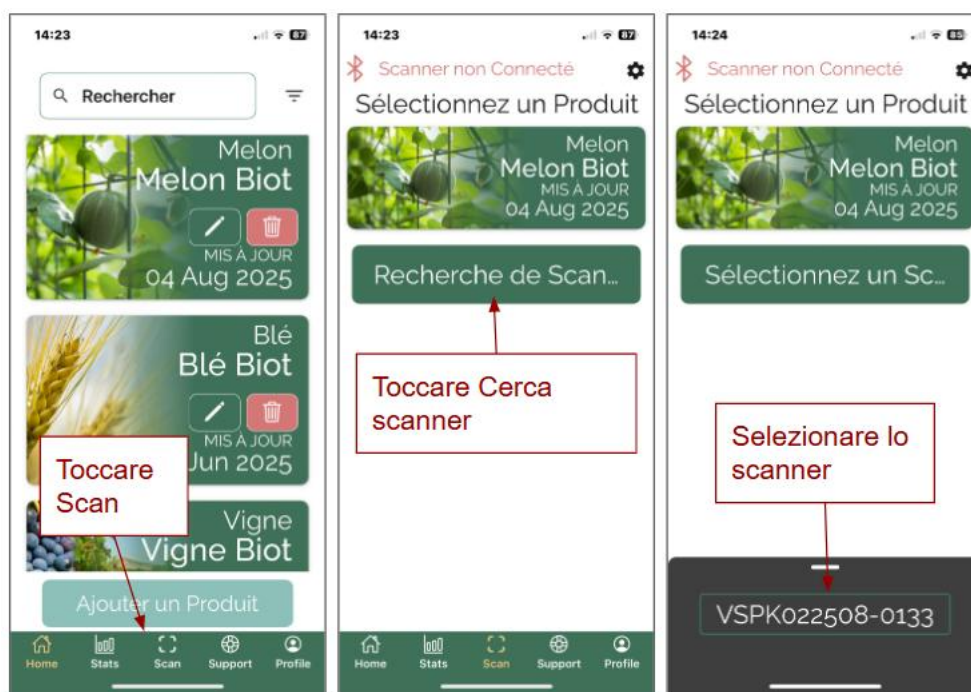 14:23
87
Rechercher
Melon
Melon Biot
MIS À JOUR
04 Aug 2025
Blé
Blé Biot
MIS À JOUR
Jun 2025
Toccare
Scan
Vigne
Vigne Biot
Ajouter un Produit
Home Stats Scan Support Profile
14:23
87
Scanner non Connecté
Sélectionnez un Produit
Melon
Melon Biot
MIS À JOUR
04 Aug 2025
Recherche de Scan...
Toccare Cerca
scanner
Home Stats Scan Support Profile
14:24
85
Scanner non Connecté
Sélectionnez un Produit
Melon
Melon Biot
MIS À JOUR
04 Aug 2025
Sélectionnez un Sc...
Selezionare lo
scanner
VSPK022508-0133